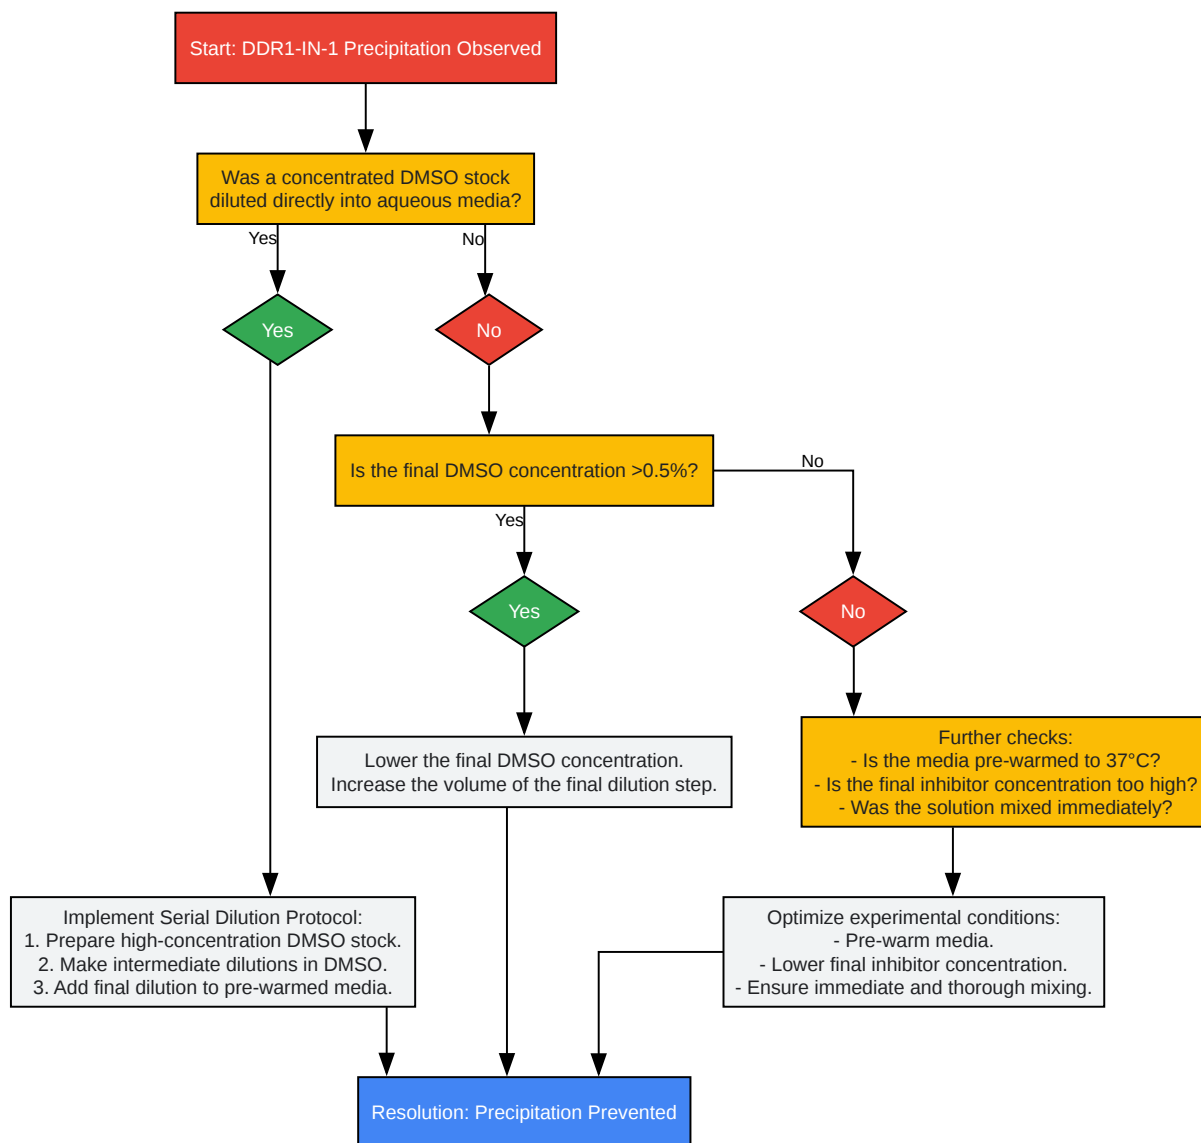 Start: DDR1-IN-1 Precipitation Observed
Was a concentrated DMSO stock
diluted directly into aqueous media?
Yes
No
Yes
No
Is the final DMSO concentration >0.5%?
No
Yes
Yes
No
Further checks:
- Is the media pre-warmed to 37°C?
- Is the final inhibitor concentration too high?
- Was the solution mixed immediately?
Lower the final DMSO concentration.
Increase the volume of the final dilution step.
Implement Serial Dilution Protocol:
1. Prepare high-concentration DMSO stock.
2. Make intermediate dilutions in DMSO.
3. Add final dilution to pre-warmed media.
Optimize experimental conditions:
- Pre-warm media.
- Lower final inhibitor concentration.
- Ensure immediate and thorough mixing.
Resolution: Precipitation Prevented